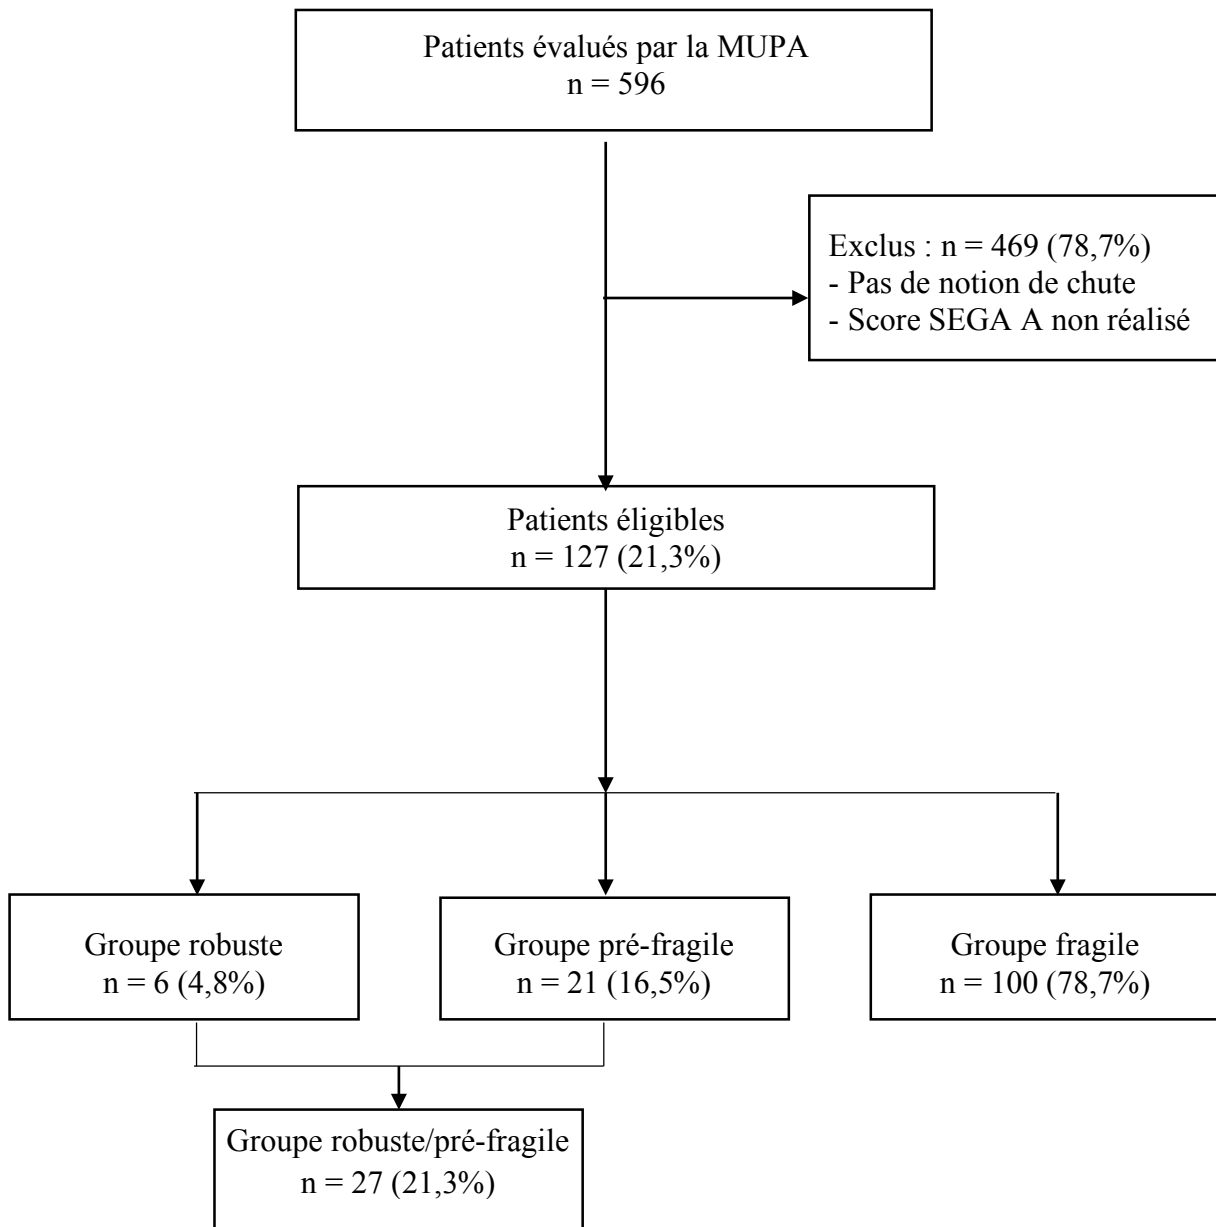 Patients évalués par la MUPA
n = 596
Exclus : n = 469 (78,7%)
- Pas de notion de chute
- Score SEGA A non réalisé
Patients éligibles
n = 127 (21,3%)
Groupe robuste
n = 6 (4,8%)
Groupe pré-fragile
n = 21 (16,5%)
Groupe fragile
n = 100 (78,7%)
Groupe robuste/pré-fragile
n = 27 (21,3%)